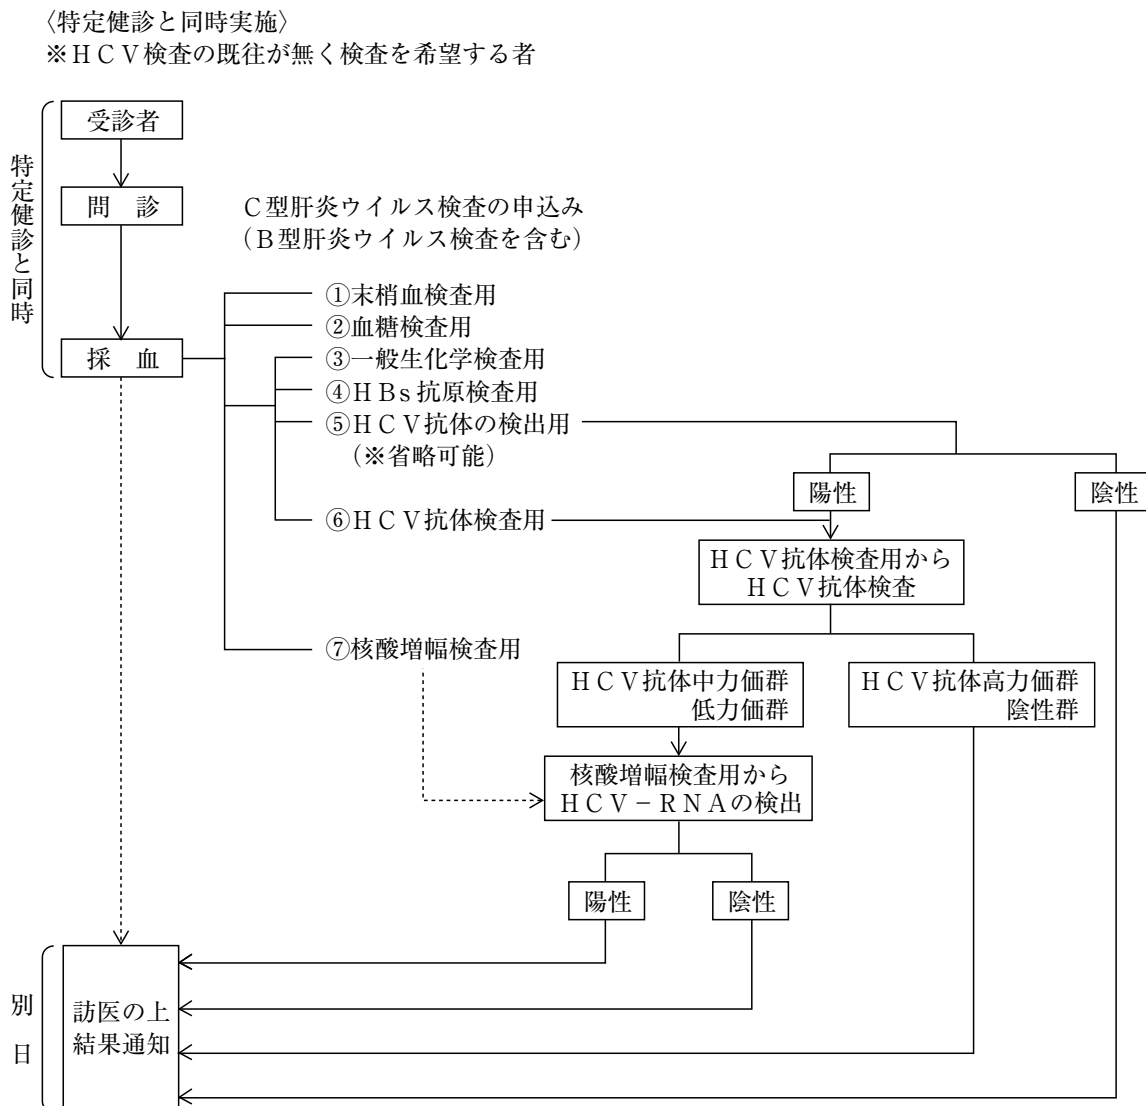 〈特定健診と同時実施〉
※ＨＣＶ検査の既往が無く検査を希望する者
特定健診と同時
受診者
問　診
Ｃ型肝炎ウイルス検査の申込み
（Ｂ型肝炎ウイルス検査を含む）
採　血
①末梢血検査用
②血糖検査用
③一般生化学検査用
④ＨＢｓ抗原検査用
⑤ＨＣＶ抗体の検出用
（※省略可能）
陽性
陰性
⑥ＨＣＶ抗体検査用
ＨＣＶ抗体検査用から
ＨＣＶ抗体検査
⑦核酸増幅検査用
ＨＣＶ抗体中力価群
低力価群
ＨＣＶ抗体高力価群
陰性群
核酸増幅検査用から
ＨＣＶ－ＲＮＡの検出
陽性
陰性
別日
訪医の上
結果通知